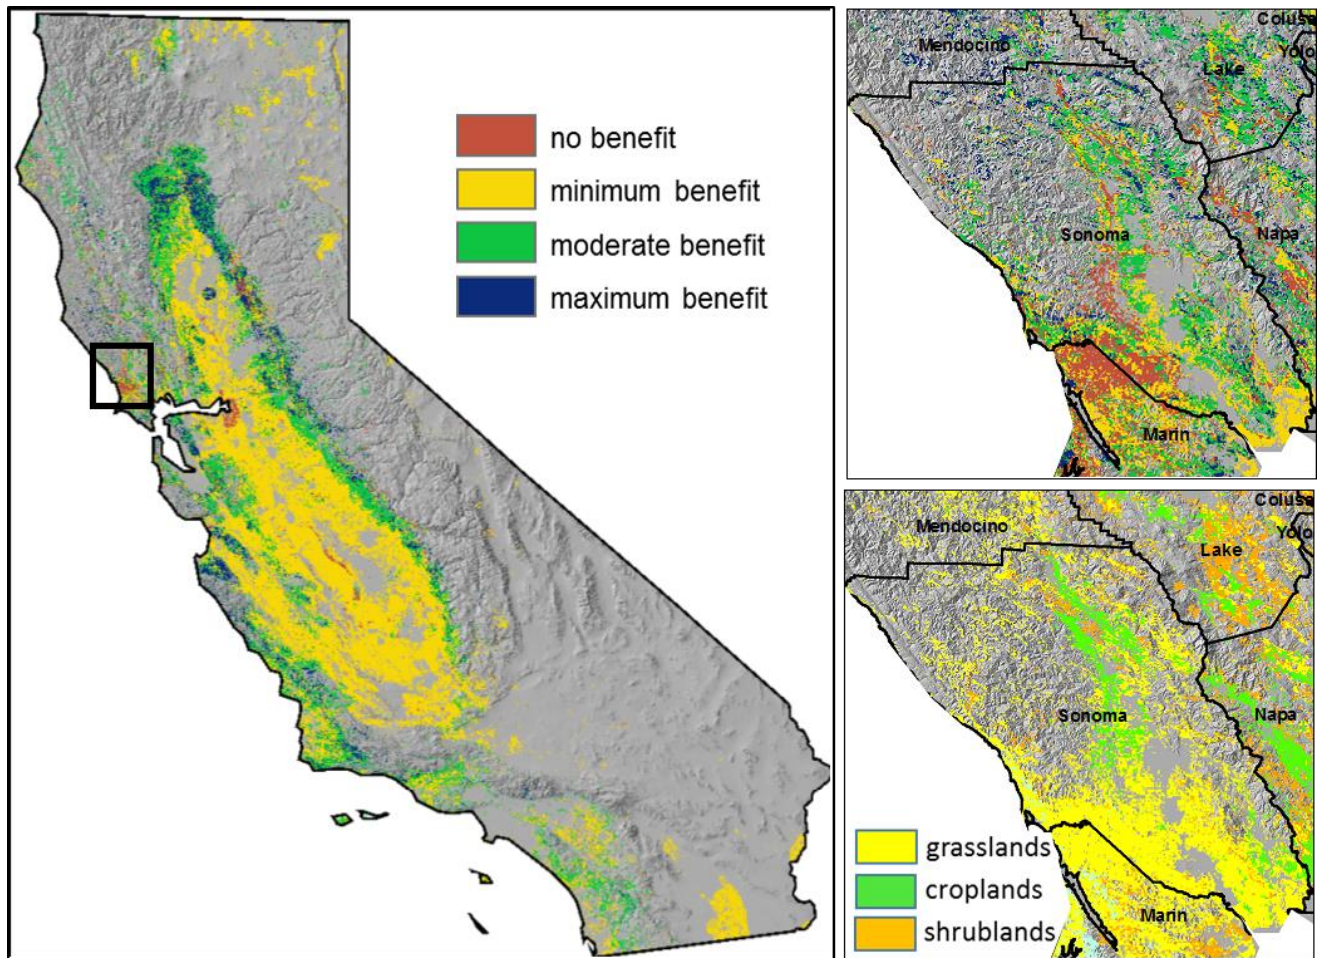 no benefit
minimum benefit
moderate benefit
maximum benefit
Mendocino
Colusa
Yolo
Lake
Sonoma
Napa
Marin
Mendocino
Colusa
Yolo
Lake
Sonoma
Napa
Marin
grasslands
croplands
shrublands